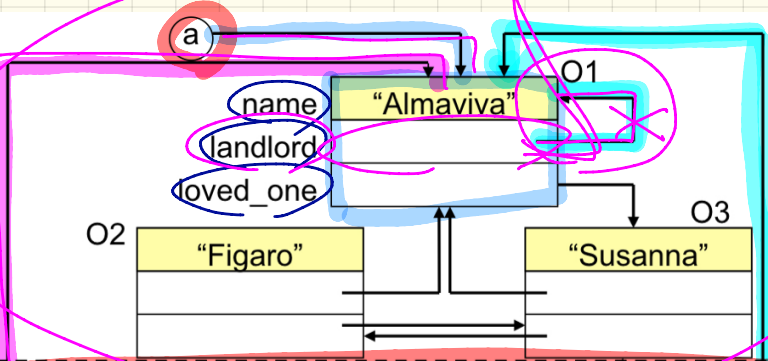 a
O1
name “Almaviva”
landlord
loved_one
O2 O3
“Figaro” “Susanna”